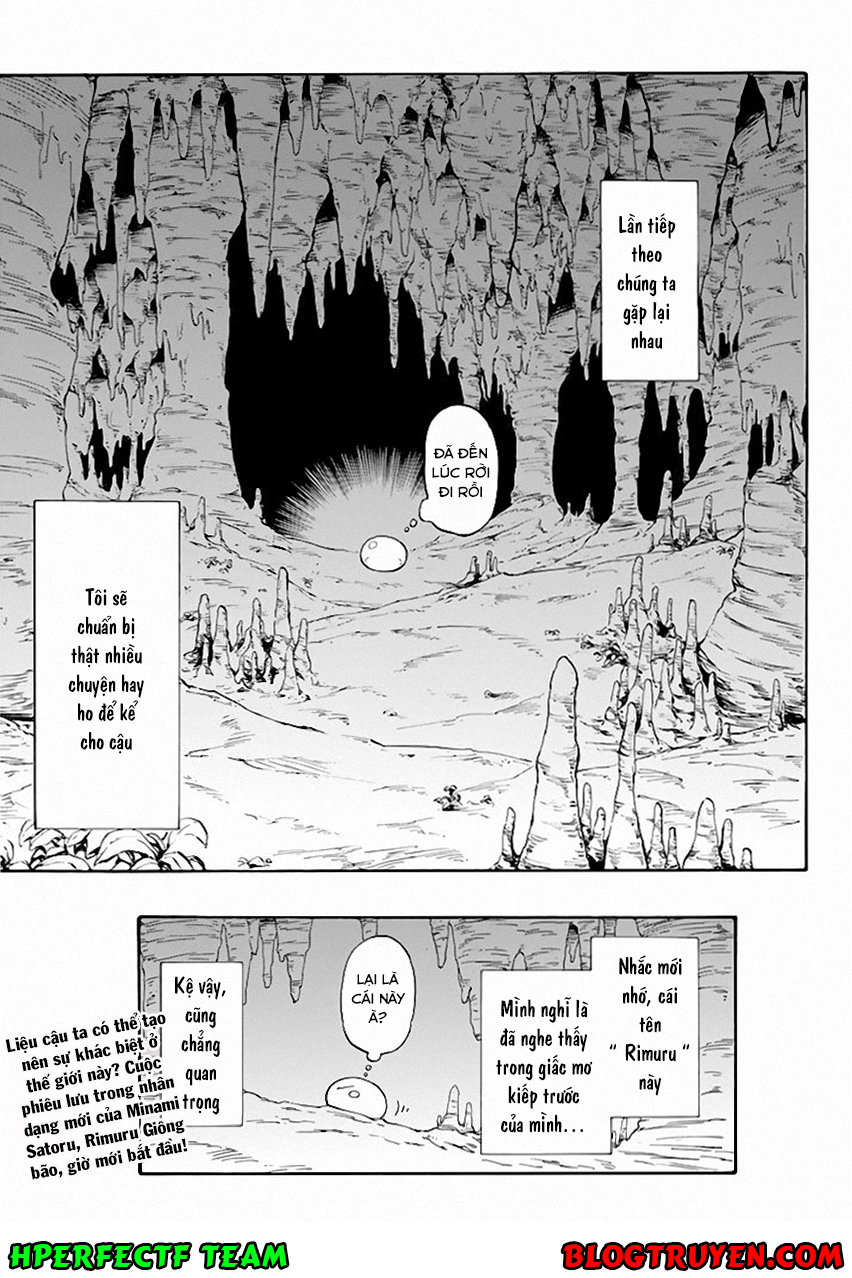 Lần tiếp
theo
chúng ta
gặp lại
nhau
ĐÃ ĐẾN
LÚC RỜI
ĐI RỒI
Tôi sẽ
chuẩn bị
thật nhiều
chuyện hay
ho để kể
cho cậu
Nhắc mới
nhớ, cái
tên
“ Rimuru “
này
Mình nghĩ là
đã nghe thấy
trong giấc mơ
kiếp trước
của mình...
LẠI LÀ
CÁI NÀY
À?
Kệ vậy,
cũng
chẳng
quan
trọng
Liệu cậu ta có thể tạo
nên sự khác biệt ở
thế giới này? Cuộc
phiêu lưu trong nhân
dạng mới của Minami
Satoru, Rimuru Giông
bão, giờ mới bắt đầu!
HPERFECTF TEAM
BLOGTRUYEN.COM